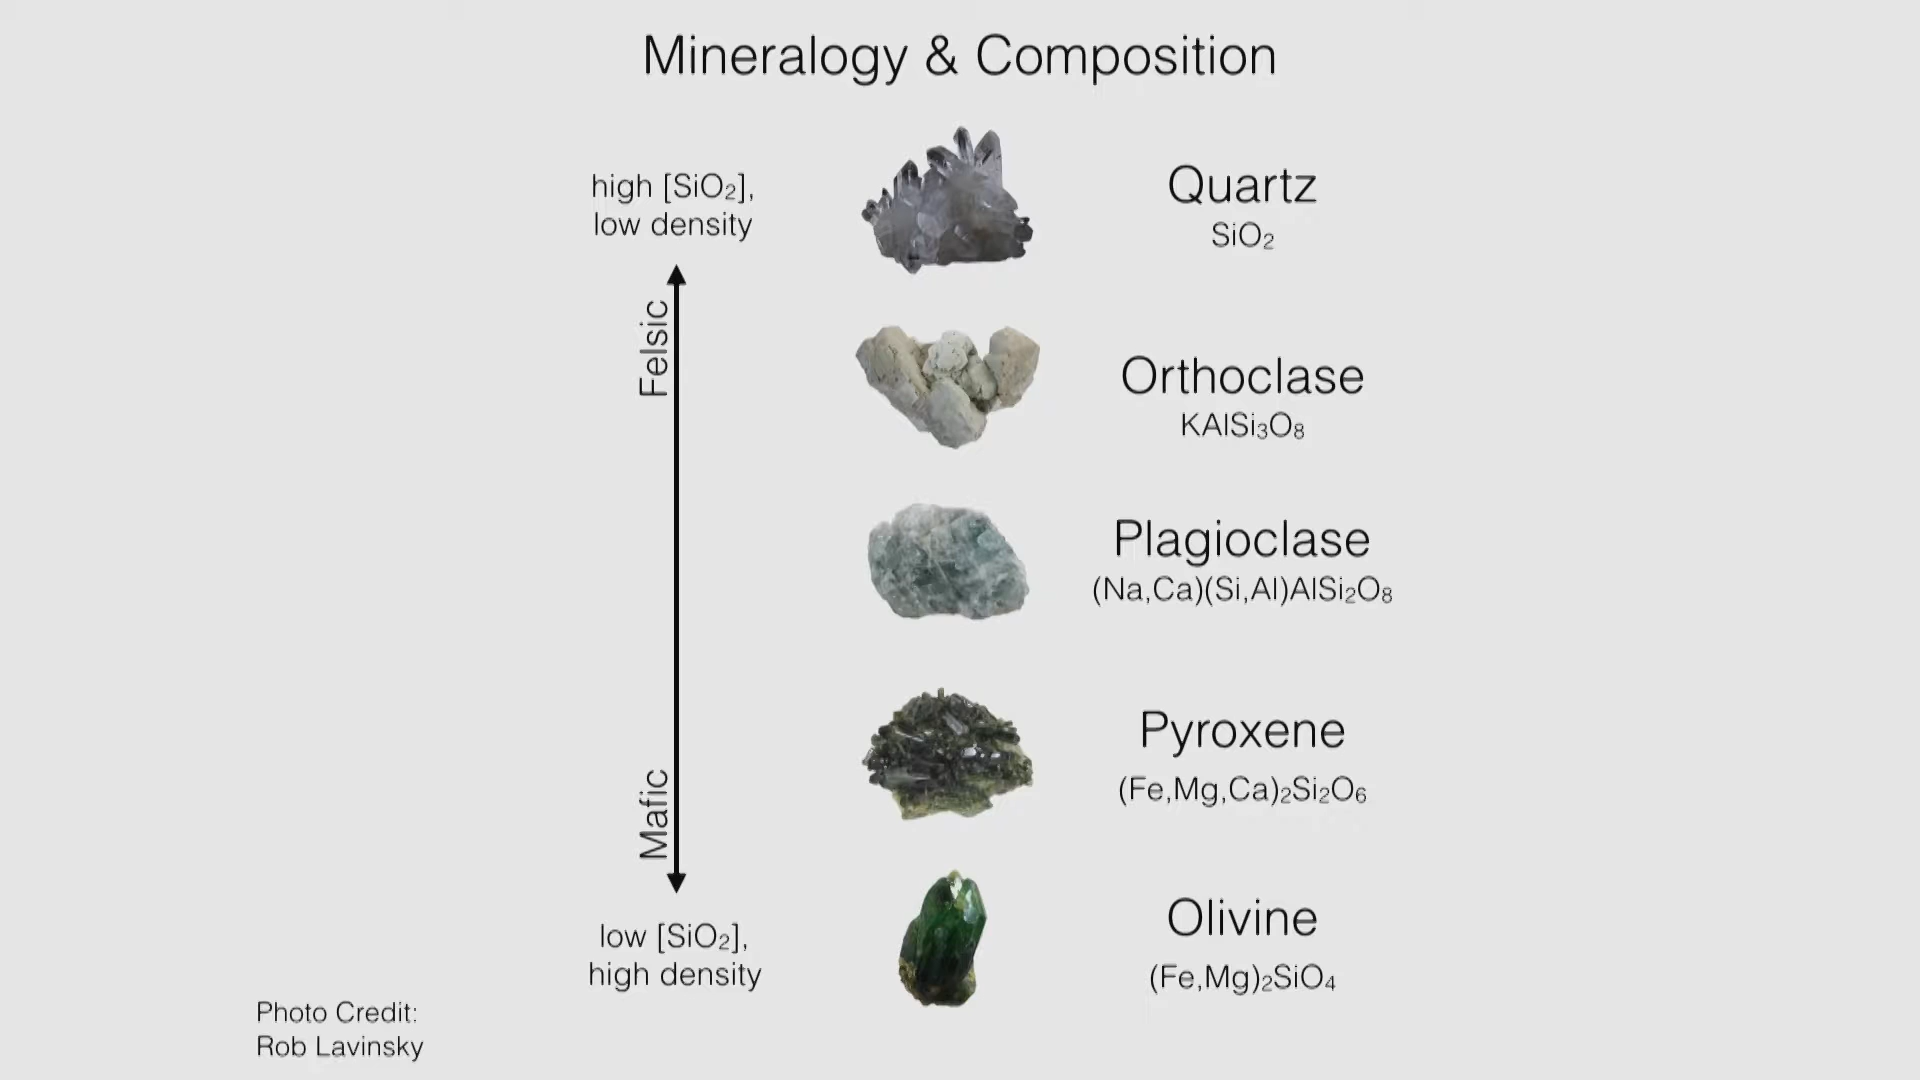 Mineralogy & Composition
high [SiO₂],
low density
Felsic
Mafic
low [SiO₂],
high density
Quartz
SiO₂
Orthoclase
KAlSi₃O₈
Plagioclase
(Na,Ca)(Si,Al)AlSi₂O₈
Pyroxene
(Fe,Mg,Ca)₂Si₂O₆
Olivine
(Fe,Mg)₂SiO₄
Photo Credit:
Rob Lavinsky